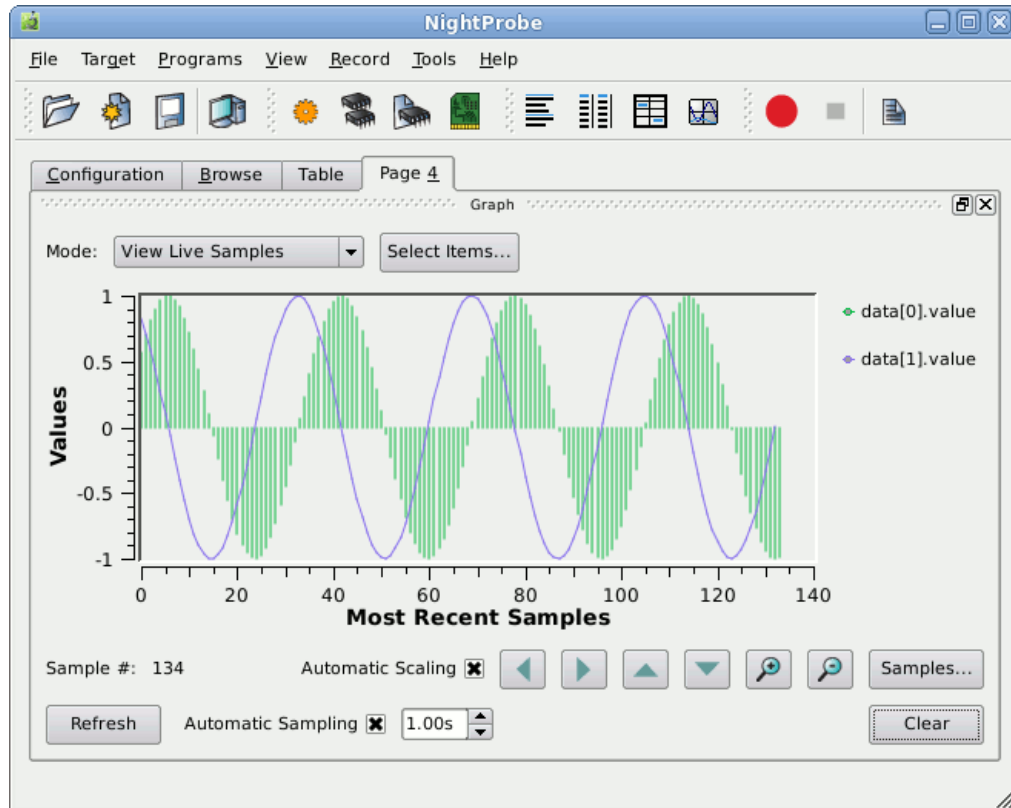 NightProbe
File Target Programs View Record Tools Help
Configuration Browse Table Page 4
Graph
Mode: View Live Samples Select Items...
1
0.5
0
-0.5
-1
Values
0 20 40 60 80 100 120 140
Most Recent Samples
data[0].value
data[1].value
Sample #: 134 Automatic Scaling Samples...
Refresh Automatic Sampling 1.00s Clear